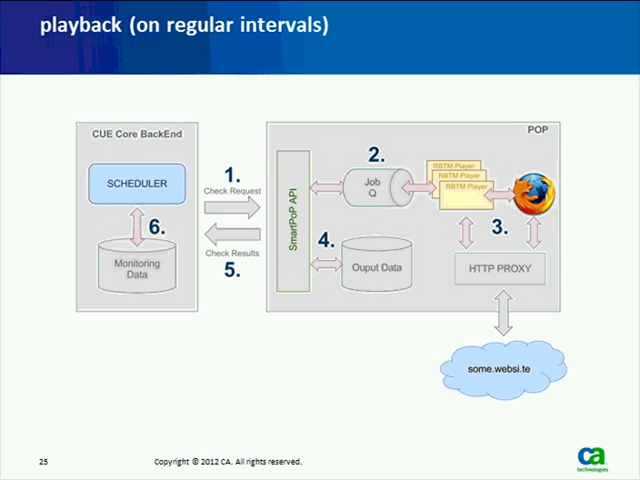 playback (on regular intervals)
CUE Core BackEnd
POP
SCHEDULER
1.
Check Request
2.
Job
Q
RBTM Player
RBTM Player
RBTM Player
SmartPoP API
6.
3.
4.
Check Results
5.
Monitoring
Data
Ouput Data
HTTP PROXY
some.websi.te
25
Copyright © 2012 CA. All rights reserved.
ca
technologies